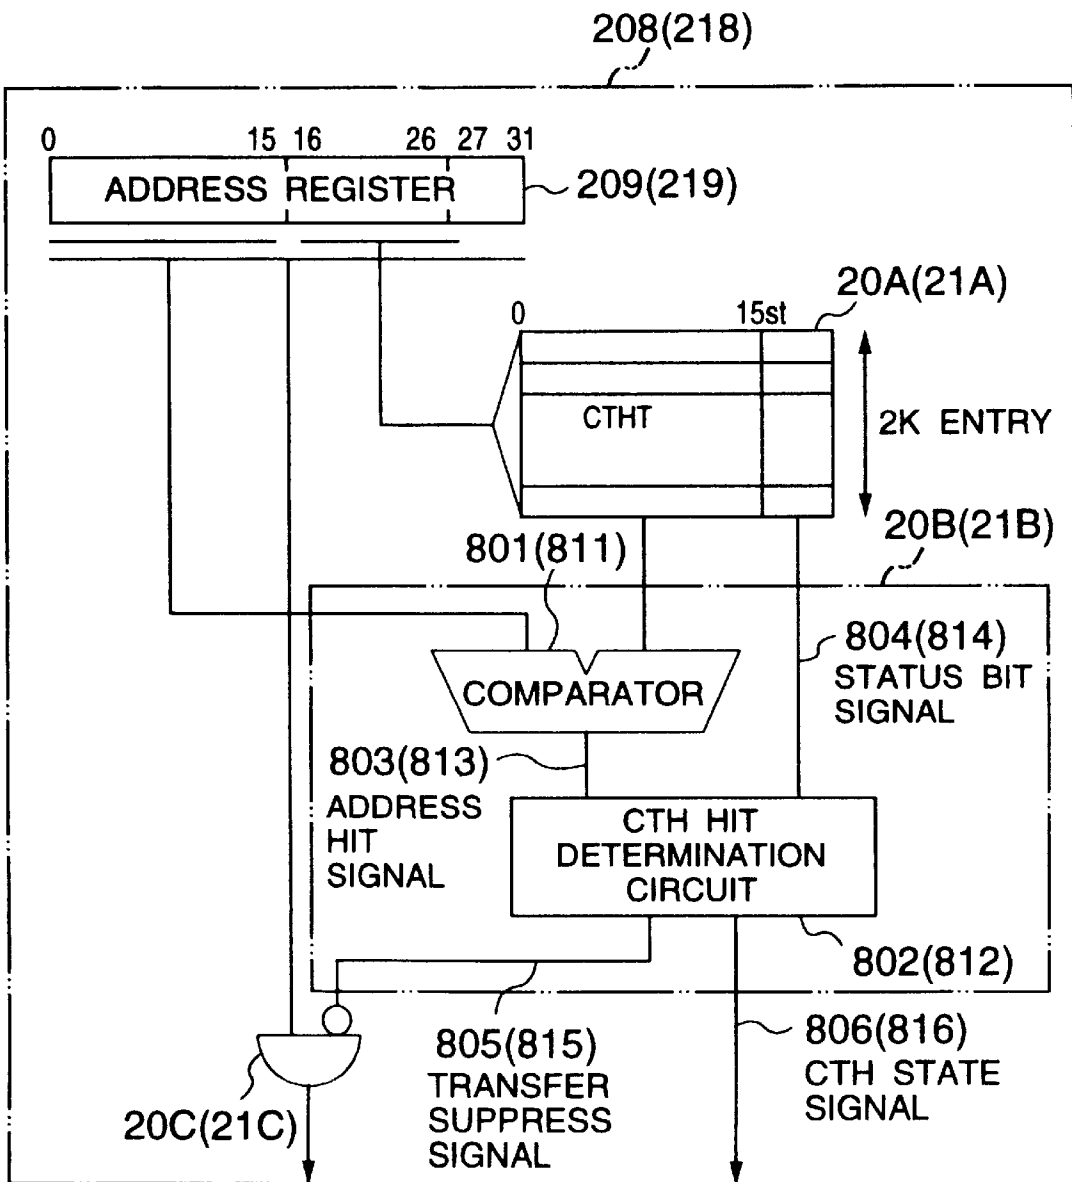 208(218)
0 15 16 26 27 31
ADDRESS REGISTER
209(219)
20A(21A)
0 15st
CTHT
2K ENTRY
20B(21B)
801(811)
COMPARATOR
804(814)
STATUS BIT
SIGNAL
803(813)
ADDRESS
HIT
SIGNAL
CTH HIT
DETERMINATION
CIRCUIT
802(812)
805(815)
TRANSFER
SUPPRESS
SIGNAL
806(816)
CTH STATE
SIGNAL
20C(21C)